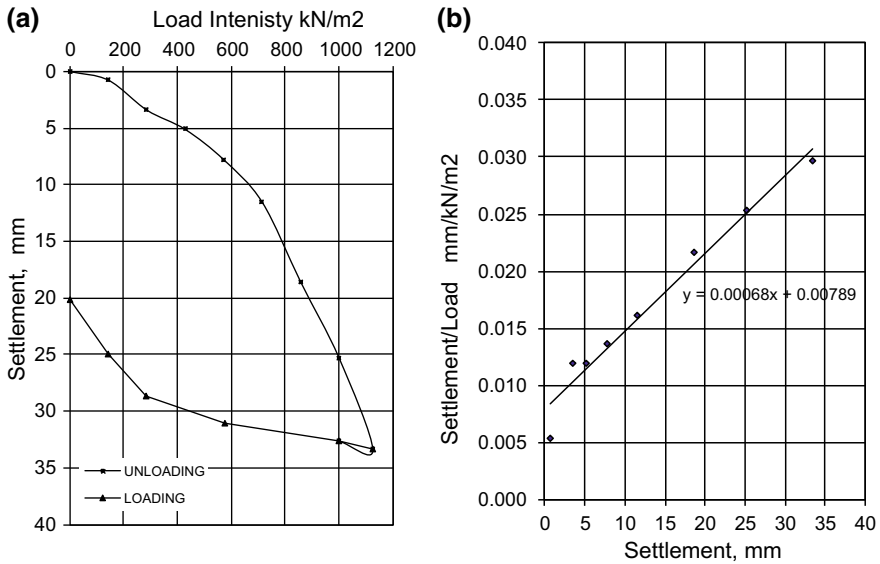 (a)
Load Intenisty kN/m2
0 200 400 600 800 1000 1200
0
5
10
15
20
25
30
35
40
Settlement, mm
UNLOADING
LOADING
(b)
0.040
0.035
0.030
0.025
0.020
0.015
0.010
0.005
0.000
Settlement/Load mm/kN/m2
y = 0.00068x + 0.00789
0 5 10 15 20 25 30 35 40
Settlement, mm